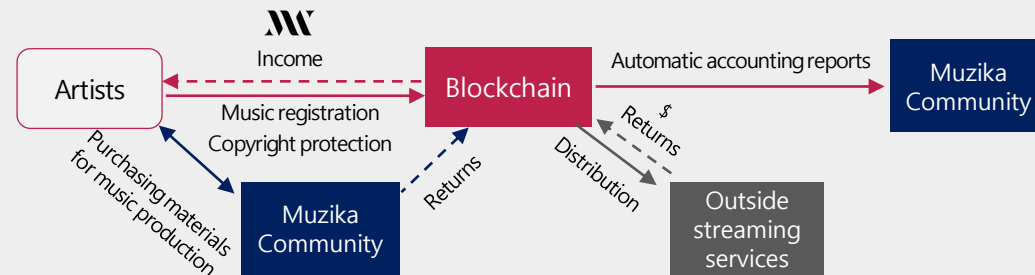 Income
Artists
Music registration
Copyright protection
Blockchain
Automatic accounting reports
Muzika
Community
Purchasing materials
for music production
Muzika
Community
Returns
$
Returns
Distribution
Outside
streaming
services